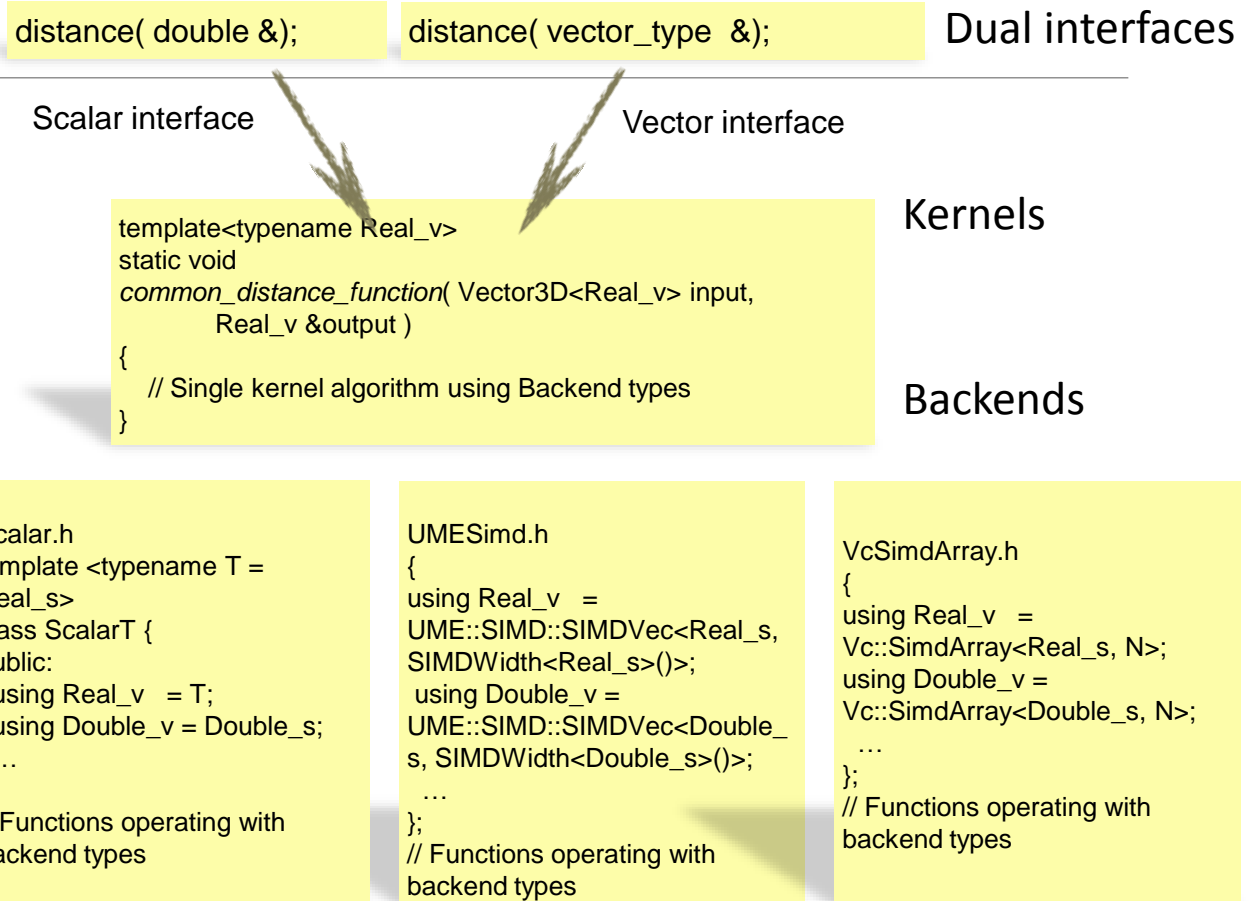 distance( double &);
distance( vector_type &);
Dual interfaces
Scalar interface
Vector interface
Kernels
template<typename Real_v>
static void
common_distance_function( Vector3D<Real_v> input,
Real_v &output )
{
// Single kernel algorithm using Backend types
}
Backends
calar.h
mplate <typename T =
eal_s>
ass ScalarT {
ublic:
using Real_v = T;
using Double_v = Double_s;
…
Functions operating with
ackend types
UMESimd.h
{
using Real_v =
UME::SIMD::SIMDVec<Real_s,
SIMDWidth<Real_s>()>;
using Double_v =
UME::SIMD::SIMDVec<Double_
s, SIMDWidth<Double_s>()>;
…
};
// Functions operating with
backend types
VcSimdArray.h
{
using Real_v =
Vc::SimdArray<Real_s, N>;
using Double_v =
Vc::SimdArray<Double_s, N>;
…
};
// Functions operating with
backend types